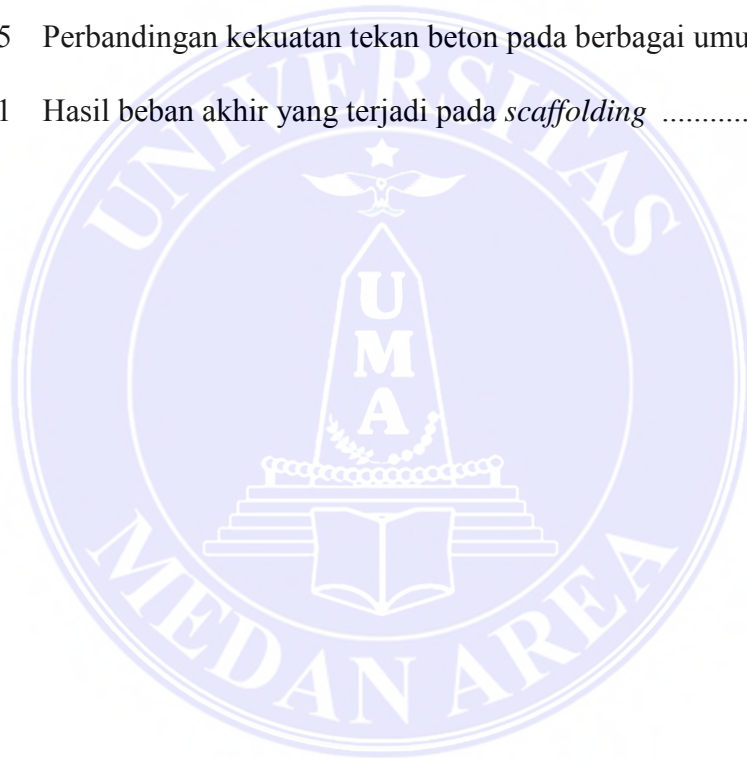 5 Perbandingan kekuatan tekan beton pada berbagai umu
1 Hasil beban akhir yang terjadi pada scaffolding ............
UNIVERSITAS
U
M
A
MEDAN AREA